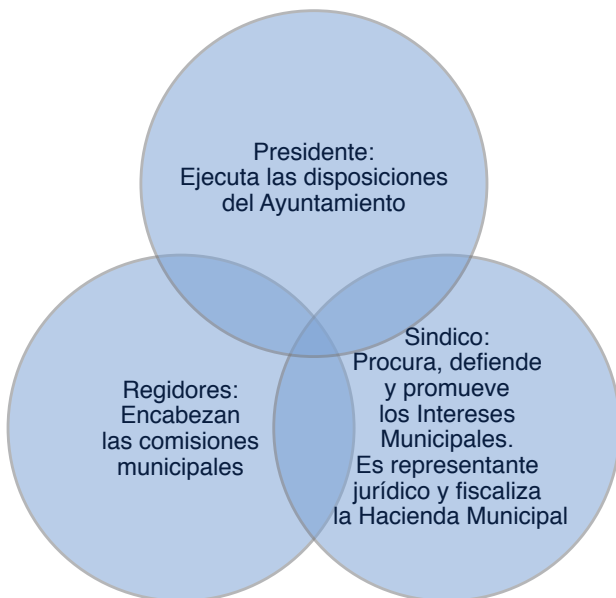 Presidente:
Ejecuta las disposiciones
del Ayuntamiento
Regidores:
Encabezan
las comisiones
municipales
Sindico:
Procura, defiende
y promueve
los Intereses
Municipales.
Es representante
jurídico y fiscaliza
la Hacienda Municipal